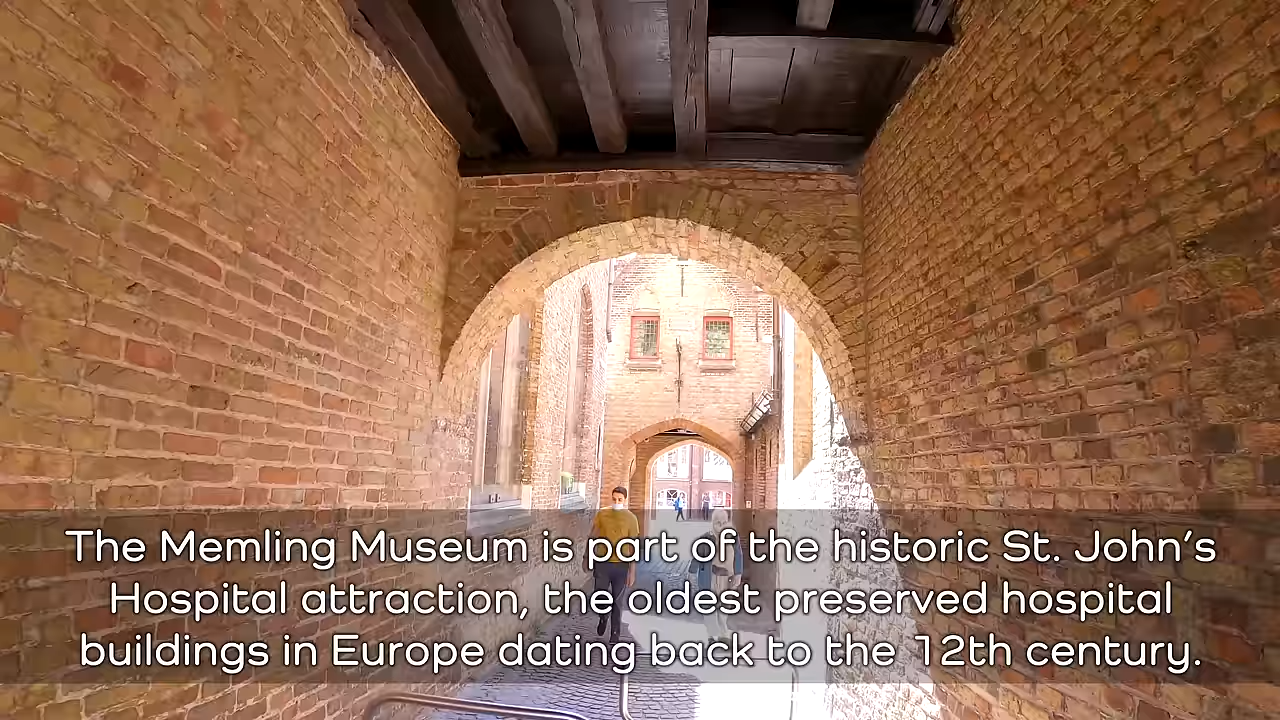 The Memling Museum is part of the historic St. John's
Hospital attraction, the oldest preserved hospital
buildings in Europe dating back to the 12th century.